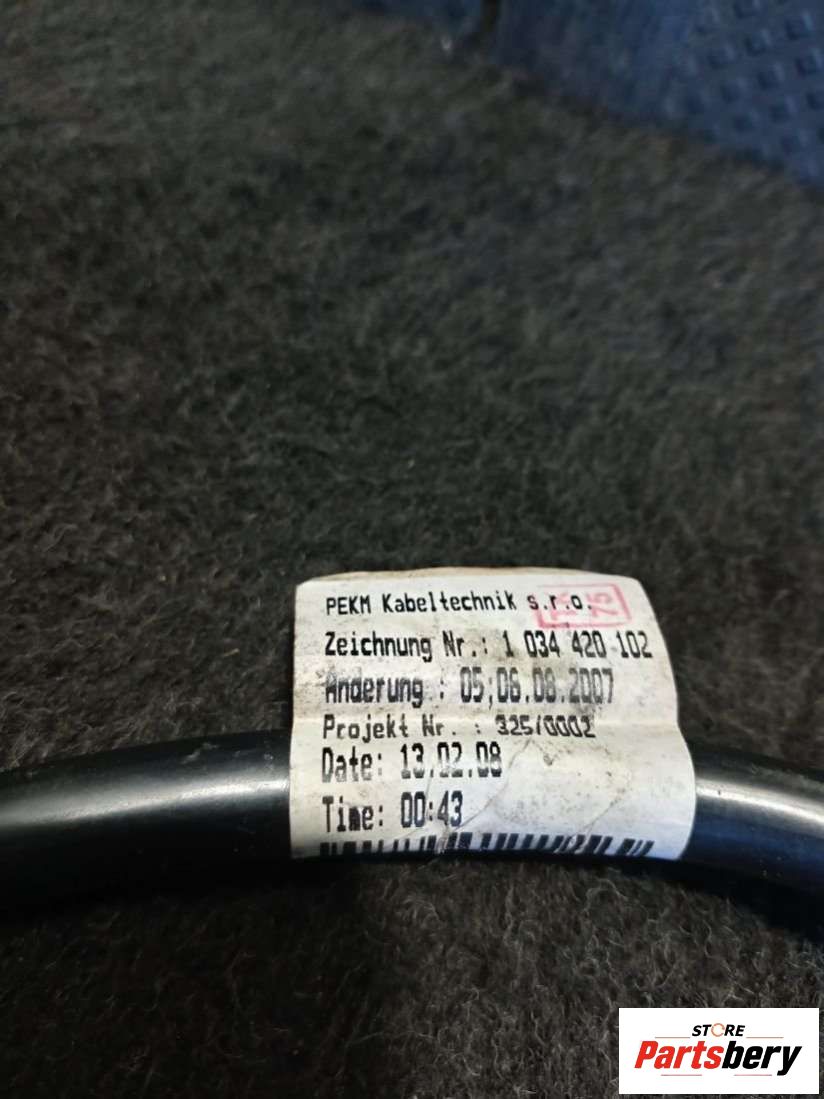 PEKM Kabeltechnik s.r.o.
Zeichnung Nr.: 1 034 420 102
Änderung : 05;06.08.2007
Projekt Nr. : 325/0002
Date: 13.02.08
Time: 00:43
STORE
Partsbery